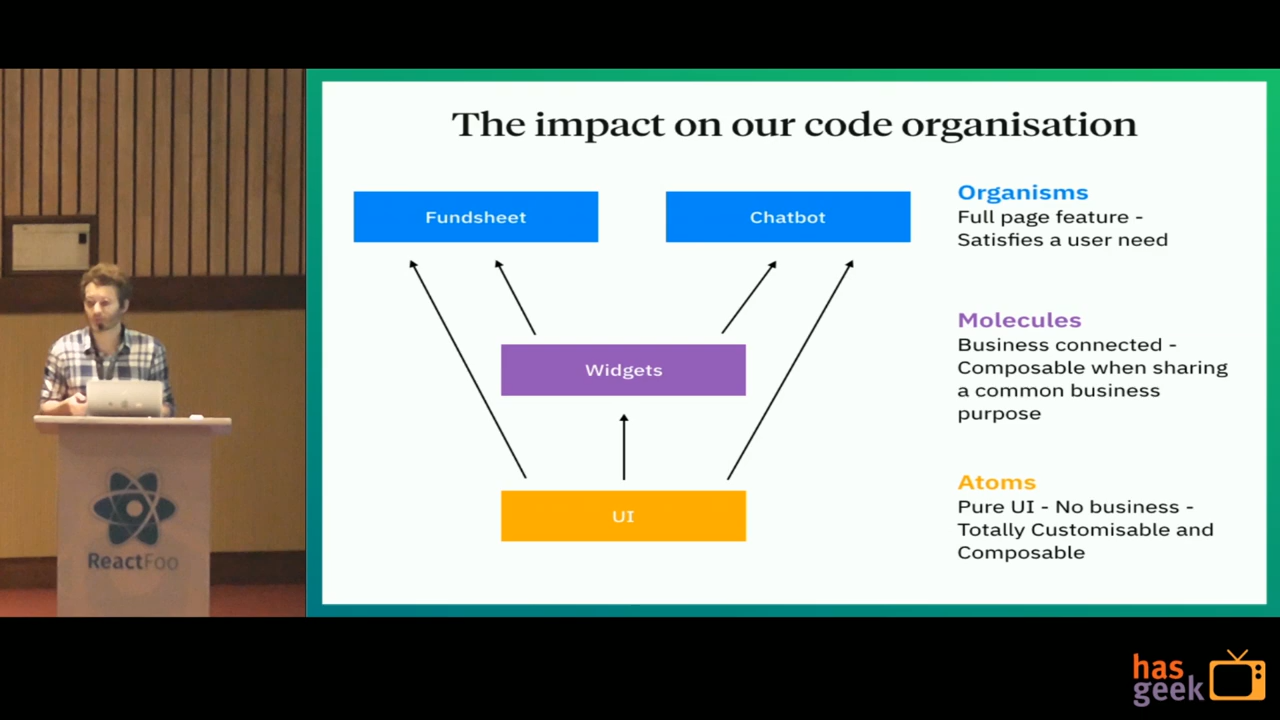 The impact on our code organisation
Fundsheet
Chatbot
Organisms
Full page feature -
Satisfies a user need
Widgets
Molecules
Business connected -
Composable when sharing
a common business
purpose
UI
Atoms
Pure UI - No business -
Totally Customisable and
Composable
ReactFoo
has
geek